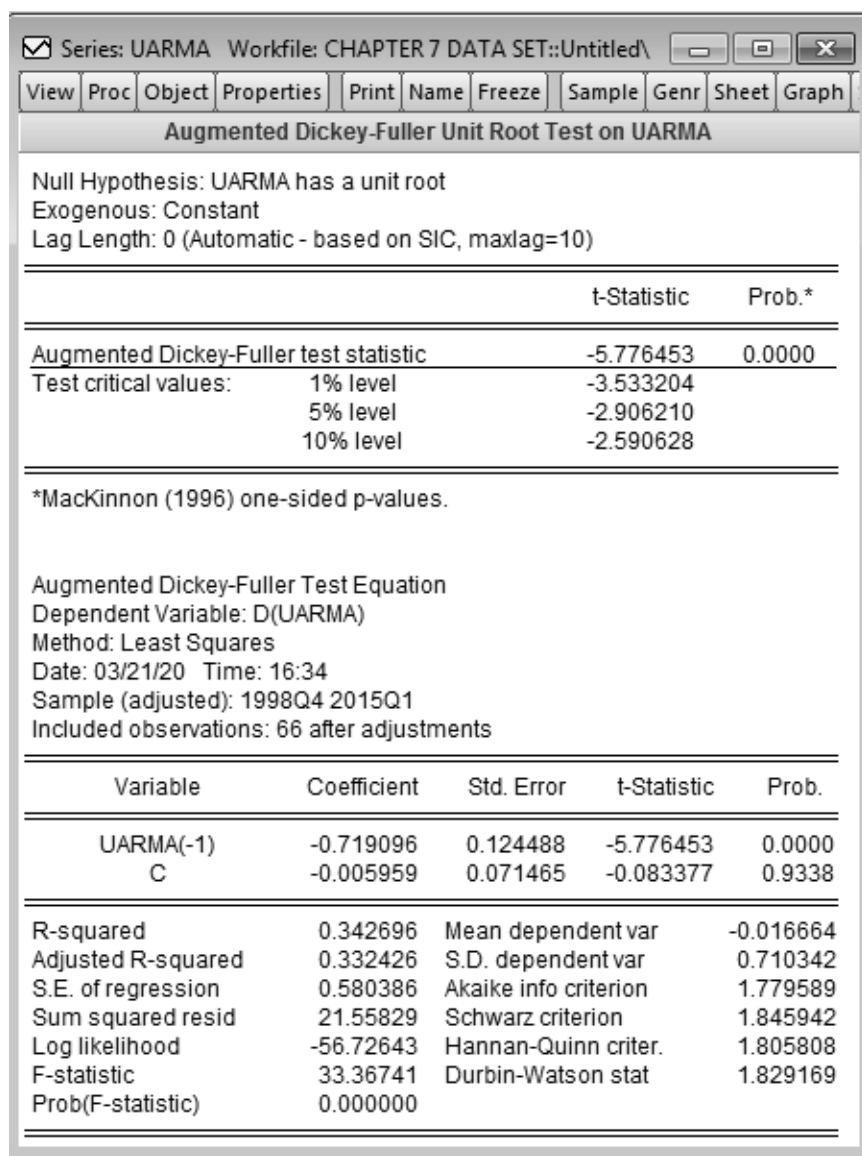 Series: UARMA Workfile: CHAPTER 7 DATA SET::Untitled\
View Proc Object Properties Print Name Freeze Sample Genr Sheet Graph
Augmented Dickey-Fuller Unit Root Test on UARMA
Null Hypothesis: UARMA has a unit root
Exogenous: Constant
Lag Length: 0 (Automatic - based on SIC, maxlag=10)
t-Statistic Prob.*
Augmented Dickey-Fuller test statistic -5.776453 0.0000
Test critical values: 1% level -3.533204
5% level -2.906210
10% level -2.590628
*MacKinnon (1996) one-sided p-values.
Augmented Dickey-Fuller Test Equation
Dependent Variable: D(UARMA)
Method: Least Squares
Date: 03/21/20 Time: 16:34
Sample (adjusted): 1998Q4 2015Q1
Included observations: 66 after adjustments
Variable Coefficient Std. Error t-Statistic Prob.
UARMA(-1) -0.719096 0.124488 -5.776453 0.0000
C -0.005959 0.071465 -0.083377 0.9338
R-squared 0.342696 Mean dependent var -0.016664
Adjusted R-squared 0.332426 S.D. dependent var 0.710342
S.E. of regression 0.580386 Akaike info criterion 1.779589
Sum squared resid 21.55829 Schwarz criterion 1.845942
Log likelihood -56.72643 Hannan-Quinn criter. 1.805808
F-statistic 33.36741 Durbin-Watson stat 1.829169
Prob(F-statistic) 0.000000